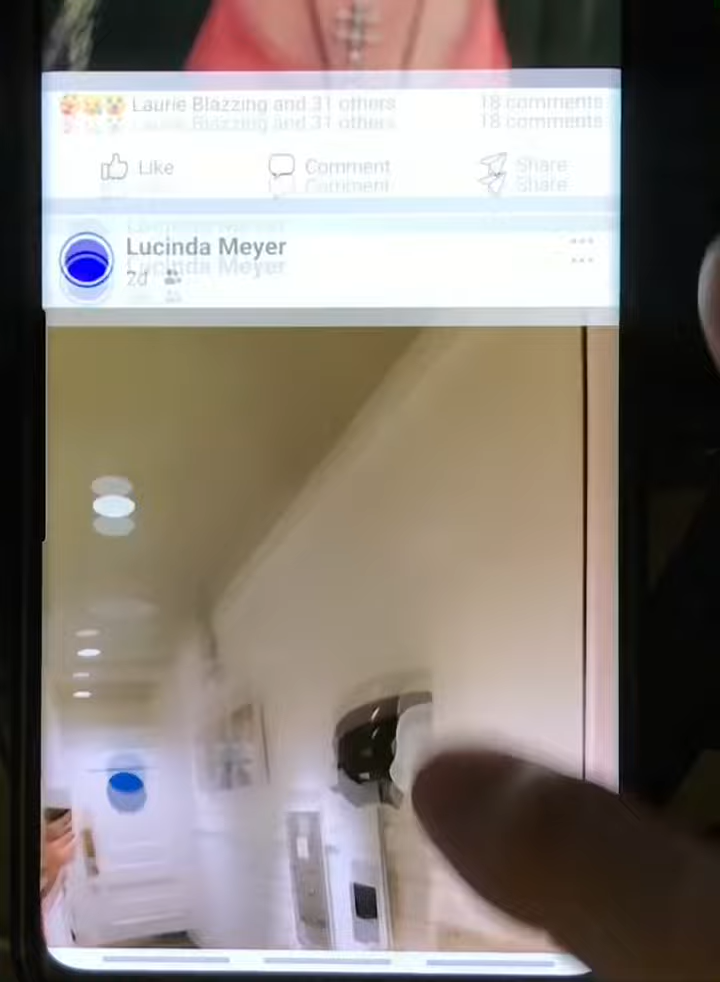 Laurie Blazzing and 31 others 18 comments
Like Comment Share
Lucinda Meyer
2d